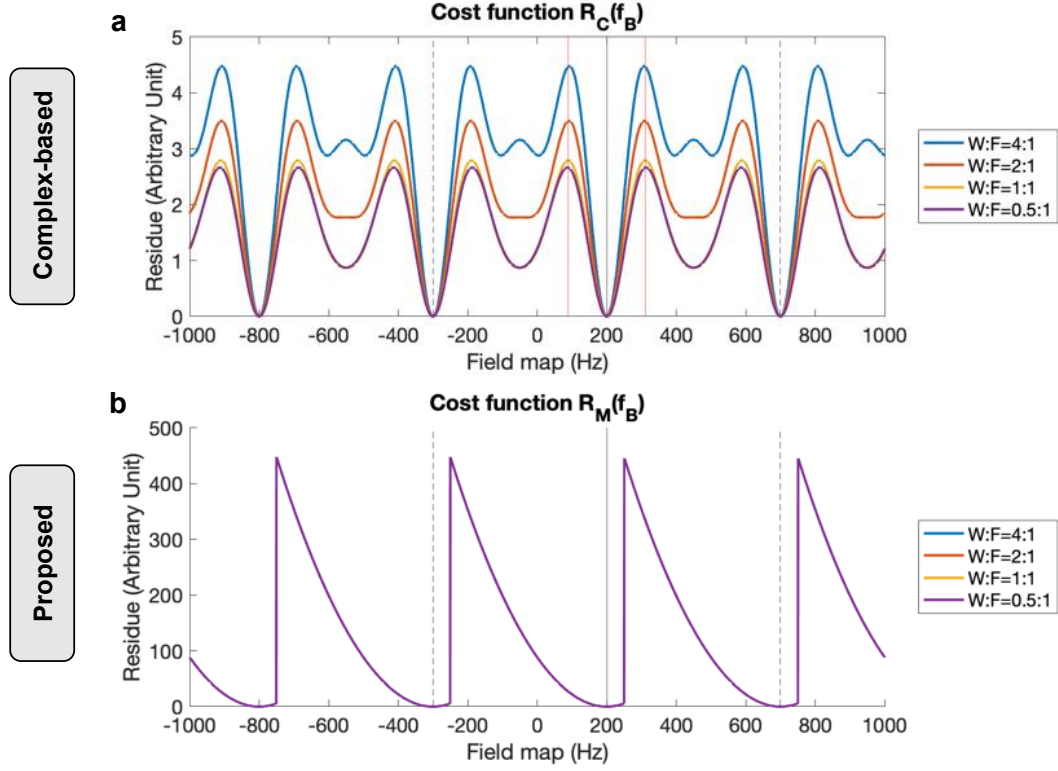 a
Cost function R_C(f_B)
Complex-based
Residue (Arbitrary Unit)
5
4
3
2
1
0
-1000 -800 -600 -400 -200 0 200 400 600 800 1000
Field map (Hz)
W:F=4:1
W:F=2:1
W:F=1:1
W:F=0.5:1
b
Cost function R_M(f_B)
Proposed
Residue (Arbitrary Unit)
500
400
300
200
100
0
-1000 -800 -600 -400 -200 0 200 400 600 800 1000
Field map (Hz)
W:F=4:1
W:F=2:1
W:F=1:1
W:F=0.5:1